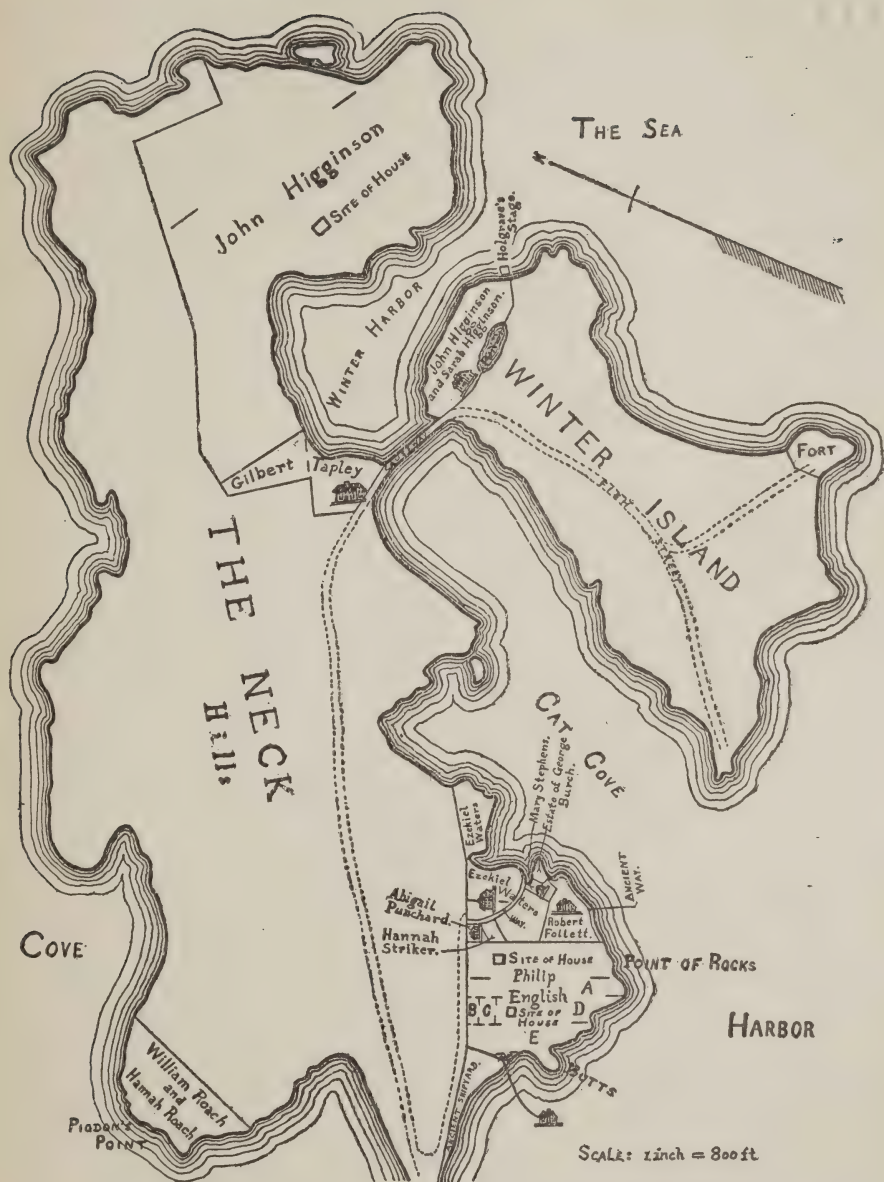 THE SEA
N
John Higginson
SITE OF HOUSE
Holgrave's
Stage.
WINTER HARBOR
John Higginson
and Sarah Higginson.
WINTER
ISLAND
FORT
Gilbert Tapley
THE NECK
Hills
CAT COVE
Mary Stephens.
Estate of George
Burch.
Ezekiel
Waters
Ezekiel
Waters
WAY.
ANCIENT
WAY.
Abigail
Punchard.
Hannah
Striker.
Robert
Follett.
COVE
SITE OF HOUSE
POINT OF ROCKS
Philip
A
English
B C
SITE OF
HOUSE
D
E
HARBOR
BUTTS
ANCIENT SHIPYARD.
William Roach
and
Hannah Roach
PIGDON'S
POINT
SCALE: 1 inch = 800 ft